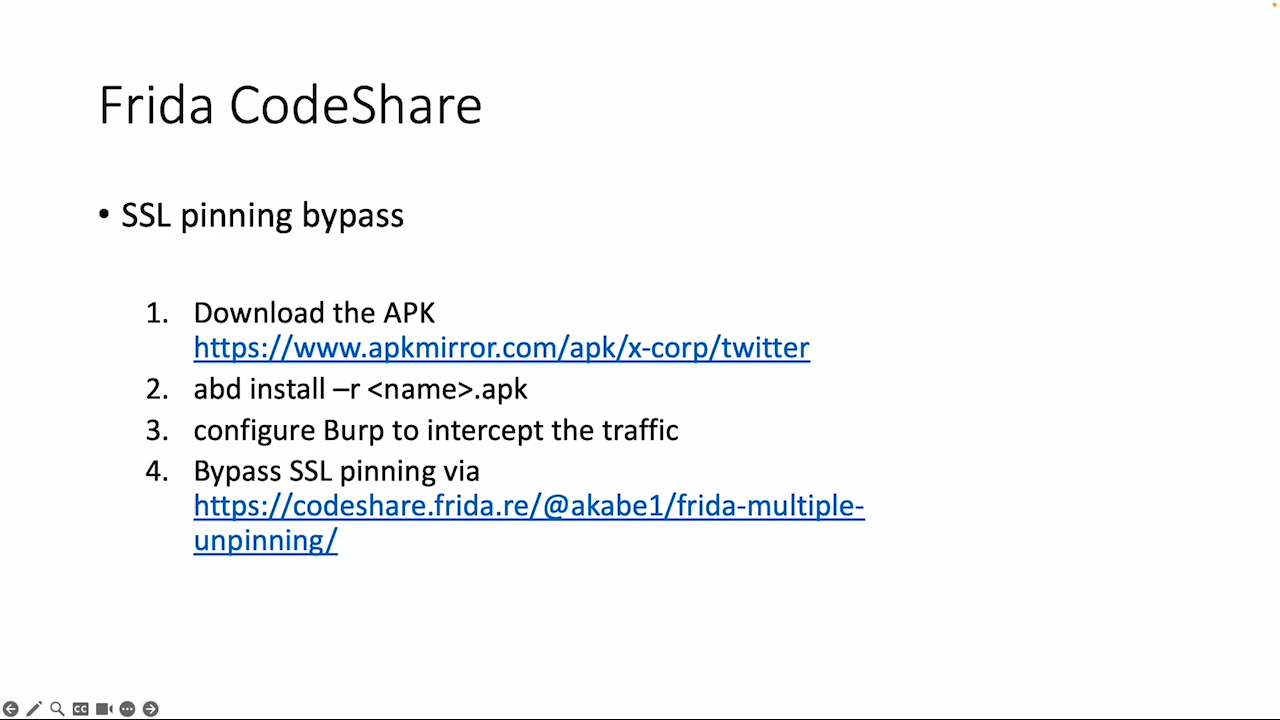 Frida CodeShare
• SSL pinning bypass
1. Download the APK
https://www.apkmirror.com/apk/x-corp/twitter
2. abd install –r <name>.apk
3. configure Burp to intercept the traffic
4. Bypass SSL pinning via
https://codeshare.frida.re/@akabe1/frida-multiple-
unpinning/
CC